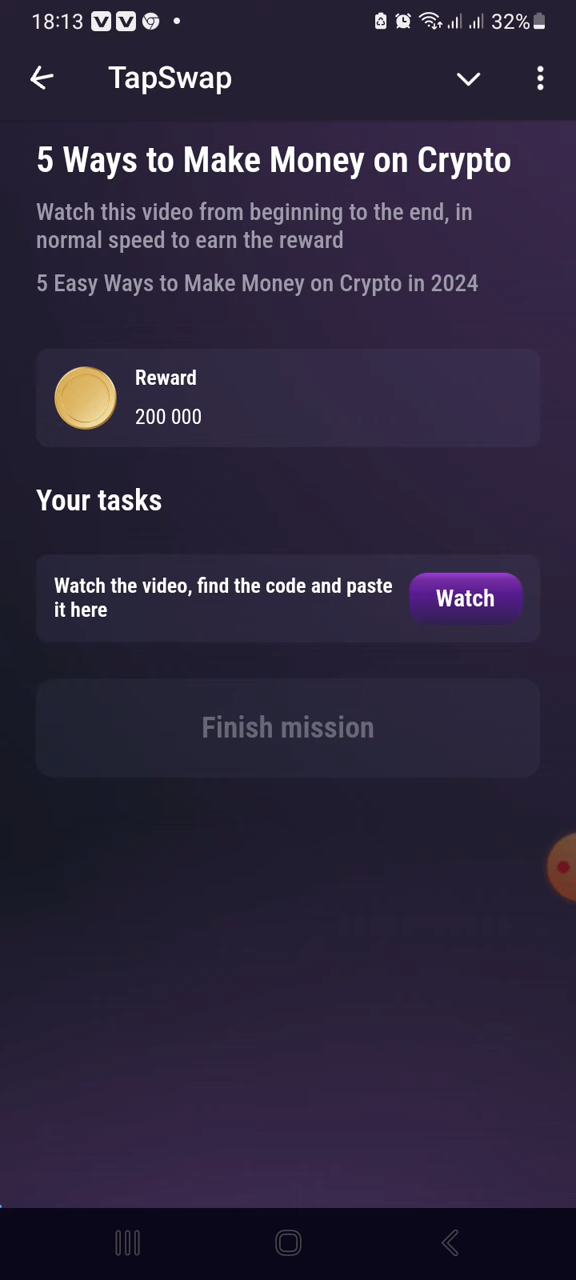 18:13
32%
TapSwap
5 Ways to Make Money on Crypto
Watch this video from beginning to the end, in
normal speed to earn the reward
5 Easy Ways to Make Money on Crypto in 2024
Reward
200 000
Your tasks
Watch the video, find the code and paste
it here
Watch
Finish mission